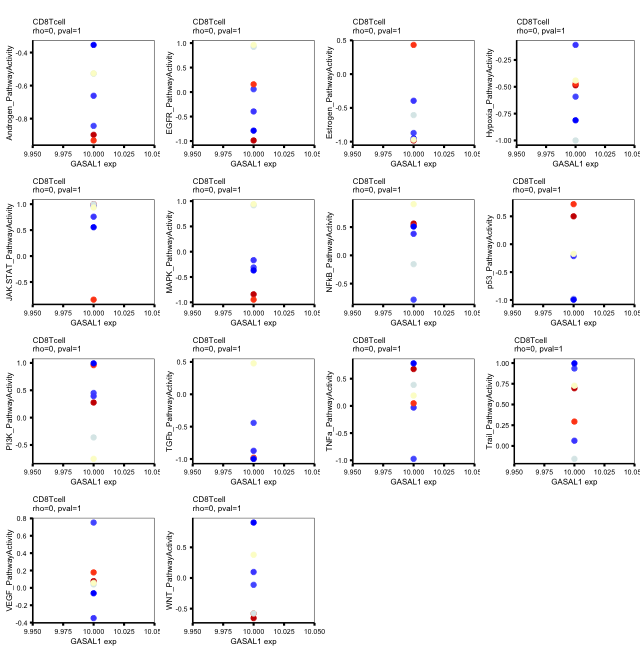 CD8Tcell
rho=0, pval=1
Androgen_PathwayActivity
-0.4
-0.6
-0.8
9.950 9.975 10.000 10.025 10.05
GASAL1 exp
CD8Tcell
rho=0, pval=1
EGFR_PathwayActivity
1.0
0.5
0.0
-0.5
-1.0
9.950 9.975 10.000 10.025 10.05
GASAL1 exp
CD8Tcell
rho=0, pval=1
Estrogen_PathwayActivity
0.5
0.0
-0.5
-1.0
9.950 9.975 10.000 10.025 10.05
GASAL1 exp
CD8Tcell
rho=0, pval=1
Hypoxia_PathwayActivity
-0.25
-0.50
-0.75
-1.00
9.950 9.975 10.000 10.025 10.05
GASAL1 exp
CD8Tcell
rho=0, pval=1
JAK-STAT_PathwayActivity
1.0
0.5
0.0
-0.5
9.950 9.975 10.000 10.025 10.05
GASAL1 exp
CD8Tcell
rho=0, pval=1
MAPK_PathwayActivity
1.0
0.5
0.0
-0.5
-1.0
9.950 9.975 10.000 10.025 10.05
GASAL1 exp
CD8Tcell
rho=0, pval=1
NFkB_PathwayActivity
0.5
0.0
-0.5
9.950 9.975 10.000 10.025 10.05
GASAL1 exp
CD8Tcell
rho=0, pval=1
p53_PathwayActivity
0.5
0.0
-0.5
-1.0
9.950 9.975 10.000 10.025 10.05
GASAL1 exp
CD8Tcell
rho=0, pval=1
PI3K_PathwayActivity
1.0
0.5
0.0
-0.5
9.950 9.975 10.000 10.025 10.05
GASAL1 exp
CD8Tcell
rho=0, pval=1
TGFb_PathwayActivity
0.5
0.0
-0.5
-1.0
9.950 9.975 10.000 10.025 10.05
GASAL1 exp
CD8Tcell
rho=0, pval=1
TNFa_PathwayActivity
0.5
0.0
-0.5
-1.0
9.950 9.975 10.000 10.025 10.05
GASAL1 exp
CD8Tcell
rho=0, pval=1
Trail_PathwayActivity
1.00
0.75
0.50
0.25
0.00
9.950 9.975 10.000 10.025 10.05
GASAL1 exp
CD8Tcell
rho=0, pval=1
VEGF_PathwayActivity
0.8
0.6
0.4
0.2
0.0
-0.2
-0.4
9.950 9.975 10.000 10.025 10.05
GASAL1 exp
CD8Tcell
rho=0, pval=1
WNT_PathwayActivity
0.5
0.0
-0.5
9.950 9.975 10.000 10.025 10.050
GASAL1 exp